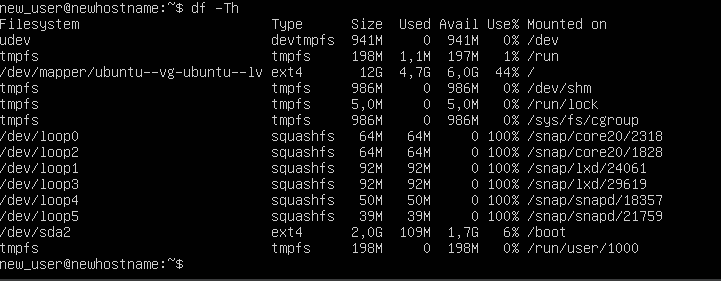 new_user@newhostname:~$ df -Th
Filesystem                        Type      Size  Used Avail Use% Mounted on
udev                              devtmpfs  941M     0  941M   0% /dev
tmpfs                             tmpfs     198M  1,1M  197M   1% /run
/dev/mapper/ubuntu--vg-ubuntu--lv ext4       12G  4,7G  6,0G  44% /
tmpfs                             tmpfs     986M     0  986M   0% /dev/shm
tmpfs                             tmpfs     5,0M     0  5,0M   0% /run/lock
tmpfs                             tmpfs     986M     0  986M   0% /sys/fs/cgroup
/dev/loop0                        squashfs   64M   64M     0 100% /snap/core20/2318
/dev/loop2                        squashfs   64M   64M     0 100% /snap/core20/1828
/dev/loop1                        squashfs   92M   92M     0 100% /snap/lxd/24061
/dev/loop3                        squashfs   92M   92M     0 100% /snap/lxd/29619
/dev/loop4                        squashfs   50M   50M     0 100% /snap/snapd/18357
/dev/loop5                        squashfs   39M   39M     0 100% /snap/snapd/21759
/dev/sda2                         ext4      2,0G  109M  1,7G   6% /boot
tmpfs                             tmpfs     198M     0  198M   0% /run/user/1000
new_user@newhostname:~$